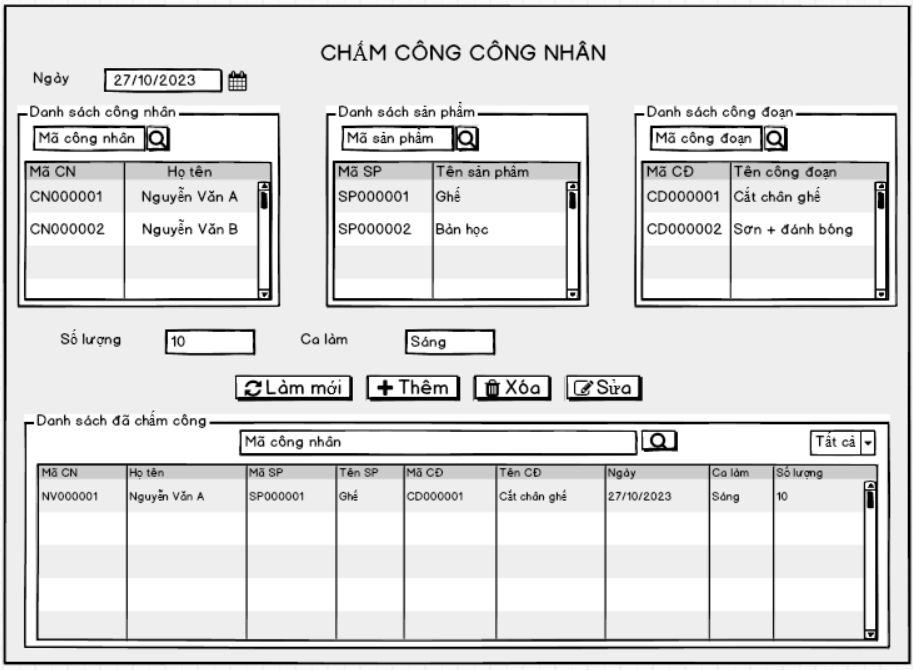 CHẤM CÔNG CÔNG NHÂN
Ngày 27/10/2023
Danh sách công nhân
Mã công nhân
Mã CN Họ tên
CN000001 Nguyễn Văn A
CN000002 Nguyễn Văn B
Danh sách sản phẩm
Mã sản phẩm
Mã SP Tên sản phẩm
SP000001 Ghế
SP000002 Bàn học
Danh sách công đoạn
Mã công đoạn
Mã CĐ Tên công đoạn
CD000001 Cắt chân ghế
CD000002 Sơn + đánh bóng
Số lượng 10 Ca làm Sáng
Làm mới Thêm Xóa Sửa
Danh sách đã chấm công
Mã công nhân Tất cả
Mã CN Họ tên Mã SP Tên SP Mã CĐ Tên CĐ Ngày Ca làm Số lượng
NV000001 Nguyễn Văn A SP000001 Ghế CD000001 Cắt chân ghế 27/10/2023 Sáng 10